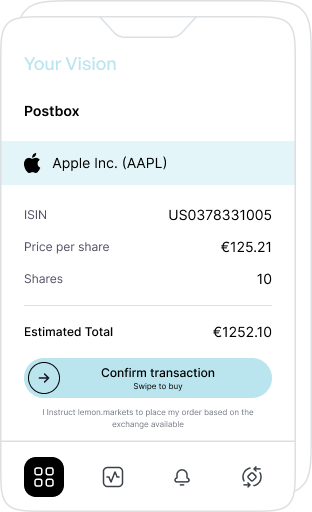 Your Vision
Postbox
Apple Inc. (AAPL)
ISIN US0378331005
Price per share €125.21
Shares 10
Estimated Total €1252.10
Confirm transaction
Swipe to buy
I Instruct lemon.markets to place my order based on the
exchange available